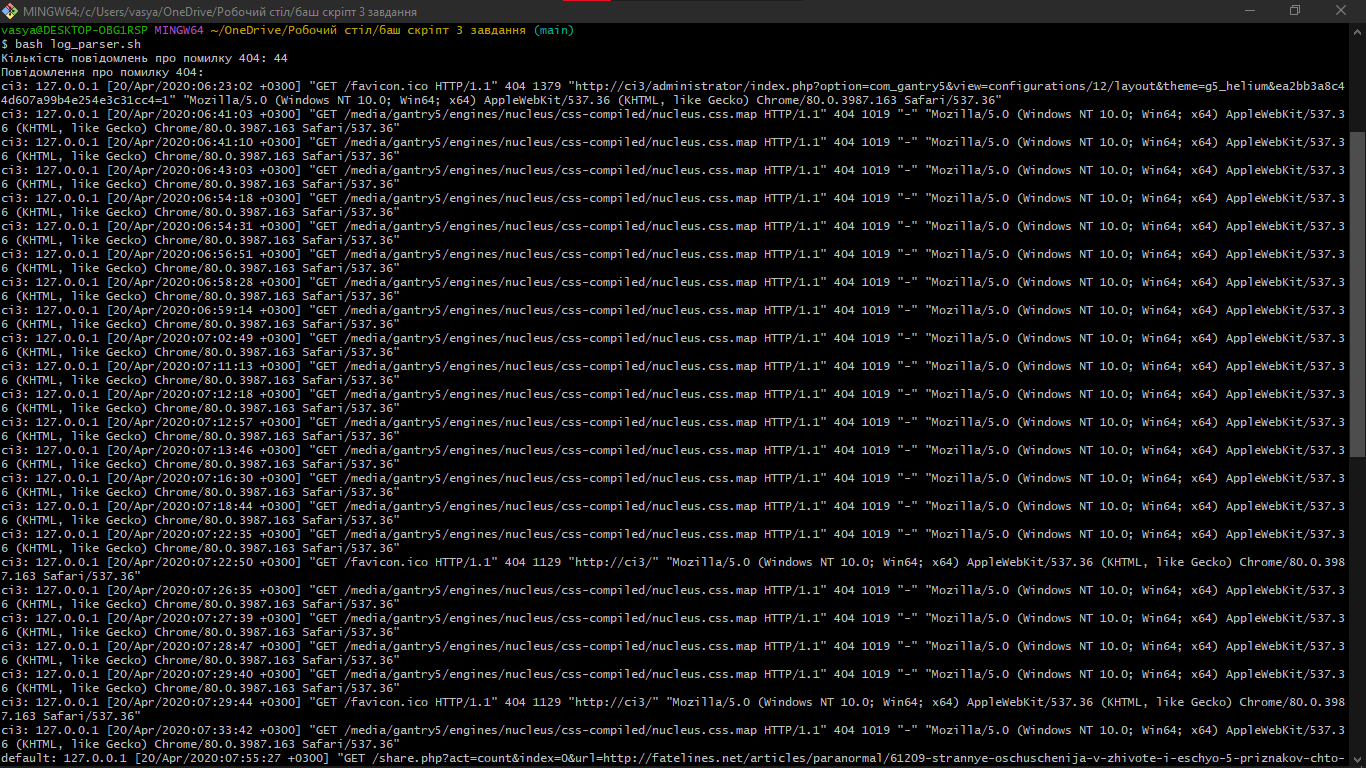 MINGW64:/c/Users/vasya/OneDrive/Робочий стіл/баш скріпт 3 завдання
vasya@DESKTOP-OBG1RSP MINGW64 ~/OneDrive/Робочий стіл/баш скріпт 3 завдання (main)
$ bash log_parser.sh
Кількість повідомлень про помилку 404: 44
Повідомлення про помилку 404:
ci3: 127.0.0.1 [20/Apr/2020:06:23:02 +0300] "GET /favicon.ico HTTP/1.1" 404 1379 "http://ci3/administrator/index.php?option=com_gantry5&view=configurations/12/layout&theme=g5_helium&ea2bb3a8c4
4d607a99b4e254e3c31cc4=1" "Mozilla/5.0 (Windows NT 10.0; Win64; x64) AppleWebKit/537.36 (KHTML, like Gecko) Chrome/80.0.3987.163 Safari/537.36"
ci3: 127.0.0.1 [20/Apr/2020:06:41:03 +0300] "GET /media/gantry5/engines/nucleus/css-compiled/nucleus.css.map HTTP/1.1" 404 1019 "-" "Mozilla/5.0 (Windows NT 10.0; Win64; x64) AppleWebKit/537.3
6 (KHTML, like Gecko) Chrome/80.0.3987.163 Safari/537.36"
ci3: 127.0.0.1 [20/Apr/2020:06:41:10 +0300] "GET /media/gantry5/engines/nucleus/css-compiled/nucleus.css.map HTTP/1.1" 404 1019 "-" "Mozilla/5.0 (Windows NT 10.0; Win64; x64) AppleWebKit/537.3
6 (KHTML, like Gecko) Chrome/80.0.3987.163 Safari/537.36"
ci3: 127.0.0.1 [20/Apr/2020:06:43:03 +0300] "GET /media/gantry5/engines/nucleus/css-compiled/nucleus.css.map HTTP/1.1" 404 1019 "-" "Mozilla/5.0 (Windows NT 10.0; Win64; x64) AppleWebKit/537.3
6 (KHTML, like Gecko) Chrome/80.0.3987.163 Safari/537.36"
ci3: 127.0.0.1 [20/Apr/2020:06:54:18 +0300] "GET /media/gantry5/engines/nucleus/css-compiled/nucleus.css.map HTTP/1.1" 404 1019 "-" "Mozilla/5.0 (Windows NT 10.0; Win64; x64) AppleWebKit/537.3
6 (KHTML, like Gecko) Chrome/80.0.3987.163 Safari/537.36"
ci3: 127.0.0.1 [20/Apr/2020:06:54:31 +0300] "GET /media/gantry5/engines/nucleus/css-compiled/nucleus.css.map HTTP/1.1" 404 1019 "-" "Mozilla/5.0 (Windows NT 10.0; Win64; x64) AppleWebKit/537.3
6 (KHTML, like Gecko) Chrome/80.0.3987.163 Safari/537.36"
ci3: 127.0.0.1 [20/Apr/2020:06:56:51 +0300] "GET /media/gantry5/engines/nucleus/css-compiled/nucleus.css.map HTTP/1.1" 404 1019 "-" "Mozilla/5.0 (Windows NT 10.0; Win64; x64) AppleWebKit/537.3
6 (KHTML, like Gecko) Chrome/80.0.3987.163 Safari/537.36"
ci3: 127.0.0.1 [20/Apr/2020:06:58:28 +0300] "GET /media/gantry5/engines/nucleus/css-compiled/nucleus.css.map HTTP/1.1" 404 1019 "-" "Mozilla/5.0 (Windows NT 10.0; Win64; x64) AppleWebKit/537.3
6 (KHTML, like Gecko) Chrome/80.0.3987.163 Safari/537.36"
ci3: 127.0.0.1 [20/Apr/2020:06:59:14 +0300] "GET /media/gantry5/engines/nucleus/css-compiled/nucleus.css.map HTTP/1.1" 404 1019 "-" "Mozilla/5.0 (Windows NT 10.0; Win64; x64) AppleWebKit/537.3
6 (KHTML, like Gecko) Chrome/80.0.3987.163 Safari/537.36"
ci3: 127.0.0.1 [20/Apr/2020:07:02:49 +0300] "GET /media/gantry5/engines/nucleus/css-compiled/nucleus.css.map HTTP/1.1" 404 1019 "-" "Mozilla/5.0 (Windows NT 10.0; Win64; x64) AppleWebKit/537.3
6 (KHTML, like Gecko) Chrome/80.0.3987.163 Safari/537.36"
ci3: 127.0.0.1 [20/Apr/2020:07:11:13 +0300] "GET /media/gantry5/engines/nucleus/css-compiled/nucleus.css.map HTTP/1.1" 404 1019 "-" "Mozilla/5.0 (Windows NT 10.0; Win64; x64) AppleWebKit/537.3
6 (KHTML, like Gecko) Chrome/80.0.3987.163 Safari/537.36"
ci3: 127.0.0.1 [20/Apr/2020:07:12:18 +0300] "GET /media/gantry5/engines/nucleus/css-compiled/nucleus.css.map HTTP/1.1" 404 1019 "-" "Mozilla/5.0 (Windows NT 10.0; Win64; x64) AppleWebKit/537.3
6 (KHTML, like Gecko) Chrome/80.0.3987.163 Safari/537.36"
ci3: 127.0.0.1 [20/Apr/2020:07:12:57 +0300] "GET /media/gantry5/engines/nucleus/css-compiled/nucleus.css.map HTTP/1.1" 404 1019 "-" "Mozilla/5.0 (Windows NT 10.0; Win64; x64) AppleWebKit/537.3
6 (KHTML, like Gecko) Chrome/80.0.3987.163 Safari/537.36"
ci3: 127.0.0.1 [20/Apr/2020:07:13:46 +0300] "GET /media/gantry5/engines/nucleus/css-compiled/nucleus.css.map HTTP/1.1" 404 1019 "-" "Mozilla/5.0 (Windows NT 10.0; Win64; x64) AppleWebKit/537.3
6 (KHTML, like Gecko) Chrome/80.0.3987.163 Safari/537.36"
ci3: 127.0.0.1 [20/Apr/2020:07:16:30 +0300] "GET /media/gantry5/engines/nucleus/css-compiled/nucleus.css.map HTTP/1.1" 404 1019 "-" "Mozilla/5.0 (Windows NT 10.0; Win64; x64) AppleWebKit/537.3
6 (KHTML, like Gecko) Chrome/80.0.3987.163 Safari/537.36"
ci3: 127.0.0.1 [20/Apr/2020:07:18:44 +0300] "GET /media/gantry5/engines/nucleus/css-compiled/nucleus.css.map HTTP/1.1" 404 1019 "-" "Mozilla/5.0 (Windows NT 10.0; Win64; x64) AppleWebKit/537.3
6 (KHTML, like Gecko) Chrome/80.0.3987.163 Safari/537.36"
ci3: 127.0.0.1 [20/Apr/2020:07:22:35 +0300] "GET /media/gantry5/engines/nucleus/css-compiled/nucleus.css.map HTTP/1.1" 404 1019 "-" "Mozilla/5.0 (Windows NT 10.0; Win64; x64) AppleWebKit/537.3
6 (KHTML, like Gecko) Chrome/80.0.3987.163 Safari/537.36"
ci3: 127.0.0.1 [20/Apr/2020:07:22:50 +0300] "GET /favicon.ico HTTP/1.1" 404 1129 "http://ci3/" "Mozilla/5.0 (Windows NT 10.0; Win64; x64) AppleWebKit/537.36 (KHTML, like Gecko) Chrome/80.0.398
7.163 Safari/537.36"
ci3: 127.0.0.1 [20/Apr/2020:07:26:35 +0300] "GET /media/gantry5/engines/nucleus/css-compiled/nucleus.css.map HTTP/1.1" 404 1019 "-" "Mozilla/5.0 (Windows NT 10.0; Win64; x64) AppleWebKit/537.3
6 (KHTML, like Gecko) Chrome/80.0.3987.163 Safari/537.36"
ci3: 127.0.0.1 [20/Apr/2020:07:27:39 +0300] "GET /media/gantry5/engines/nucleus/css-compiled/nucleus.css.map HTTP/1.1" 404 1019 "-" "Mozilla/5.0 (Windows NT 10.0; Win64; x64) AppleWebKit/537.3
6 (KHTML, like Gecko) Chrome/80.0.3987.163 Safari/537.36"
ci3: 127.0.0.1 [20/Apr/2020:07:28:47 +0300] "GET /media/gantry5/engines/nucleus/css-compiled/nucleus.css.map HTTP/1.1" 404 1019 "-" "Mozilla/5.0 (Windows NT 10.0; Win64; x64) AppleWebKit/537.3
6 (KHTML, like Gecko) Chrome/80.0.3987.163 Safari/537.36"
ci3: 127.0.0.1 [20/Apr/2020:07:29:40 +0300] "GET /media/gantry5/engines/nucleus/css-compiled/nucleus.css.map HTTP/1.1" 404 1019 "-" "Mozilla/5.0 (Windows NT 10.0; Win64; x64) AppleWebKit/537.3
6 (KHTML, like Gecko) Chrome/80.0.3987.163 Safari/537.36"
ci3: 127.0.0.1 [20/Apr/2020:07:29:44 +0300] "GET /favicon.ico HTTP/1.1" 404 1129 "http://ci3/" "Mozilla/5.0 (Windows NT 10.0; Win64; x64) AppleWebKit/537.36 (KHTML, like Gecko) Chrome/80.0.398
7.163 Safari/537.36"
ci3: 127.0.0.1 [20/Apr/2020:07:33:42 +0300] "GET /media/gantry5/engines/nucleus/css-compiled/nucleus.css.map HTTP/1.1" 404 1019 "-" "Mozilla/5.0 (Windows NT 10.0; Win64; x64) AppleWebKit/537.3
6 (KHTML, like Gecko) Chrome/80.0.3987.163 Safari/537.36"
default: 127.0.0.1 [20/Apr/2020:07:55:27 +0300] "GET /share.php?act=count&index=0&url=http://fatelines.net/articles/paranormal/61209-strannye-oschuschenija-v-zhivote-i-eschyo-5-priznakov-chto-